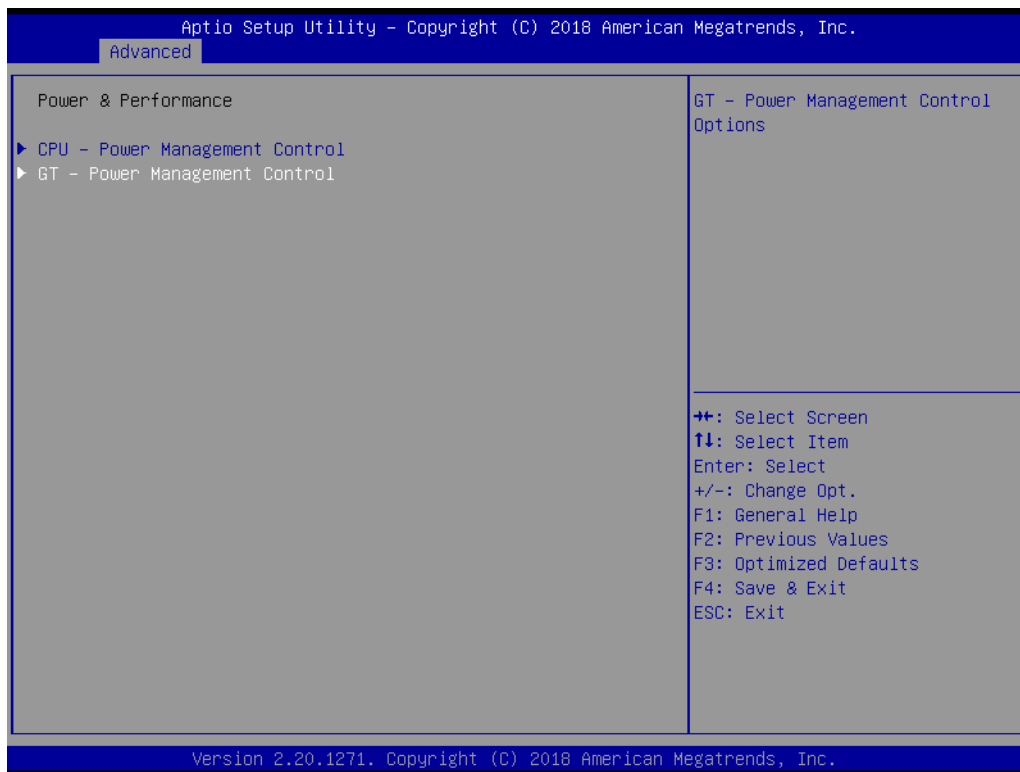 Aptio Setup Utility – Copyright (C) 2018 American Megatrends, Inc.
Advanced
Power & Performance
▶ CPU – Power Management Control
▶ GT – Power Management Control
GT – Power Management Control
Options
→←: Select Screen
↑↓: Select Item
Enter: Select
+/-: Change Opt.
F1: General Help
F2: Previous Values
F3: Optimized Defaults
F4: Save & Exit
ESC: Exit
Version 2.20.1271. Copyright (C) 2018 American Megatrends, Inc.